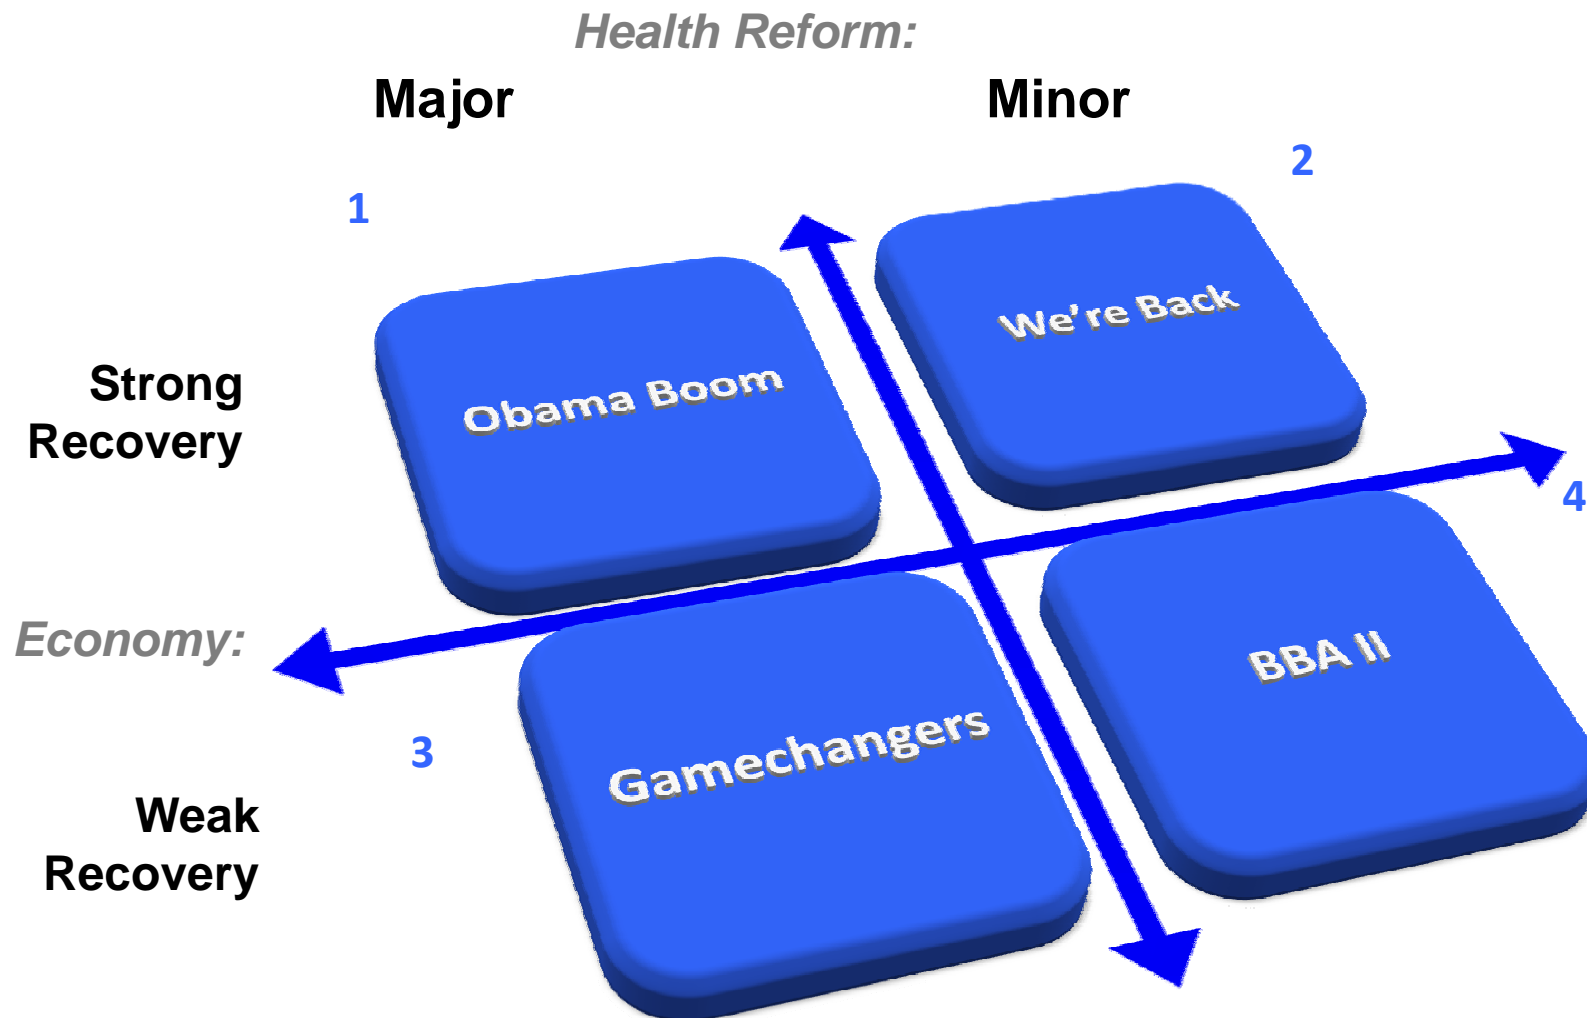 Health Reform:
Major
Minor
1
2
Obama Boom
We're Back
Strong
Recovery
4
Economy:
3
Gamechangers
BBA II
Weak
Recovery